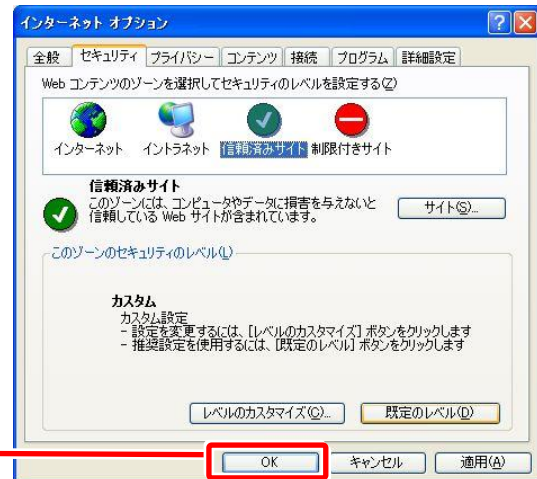 インターネット オプション
全般 セキュリティ プライバシー コンテンツ 接続 プログラム 詳細設定
Web コンテンツのゾーンを選択してセキュリティのレベルを設定する(Z)
インターネット イントラネット 信頼済みサイト 制限付きサイト
信頼済みサイト
このゾーンには、コンピュータやデータに損害を与えないと
信頼している Web サイトが含まれています。
サイト(S)...
このゾーンのセキュリティのレベル(L)
カスタム
カスタム設定
- 設定を変更するには、[レベルのカスタマイズ] ボタンをクリックします
- 推奨設定を使用するには、[既定のレベル] ボタンをクリックします
レベルのカスタマイズ(C)... 既定のレベル(D)
OK キャンセル 適用(A)